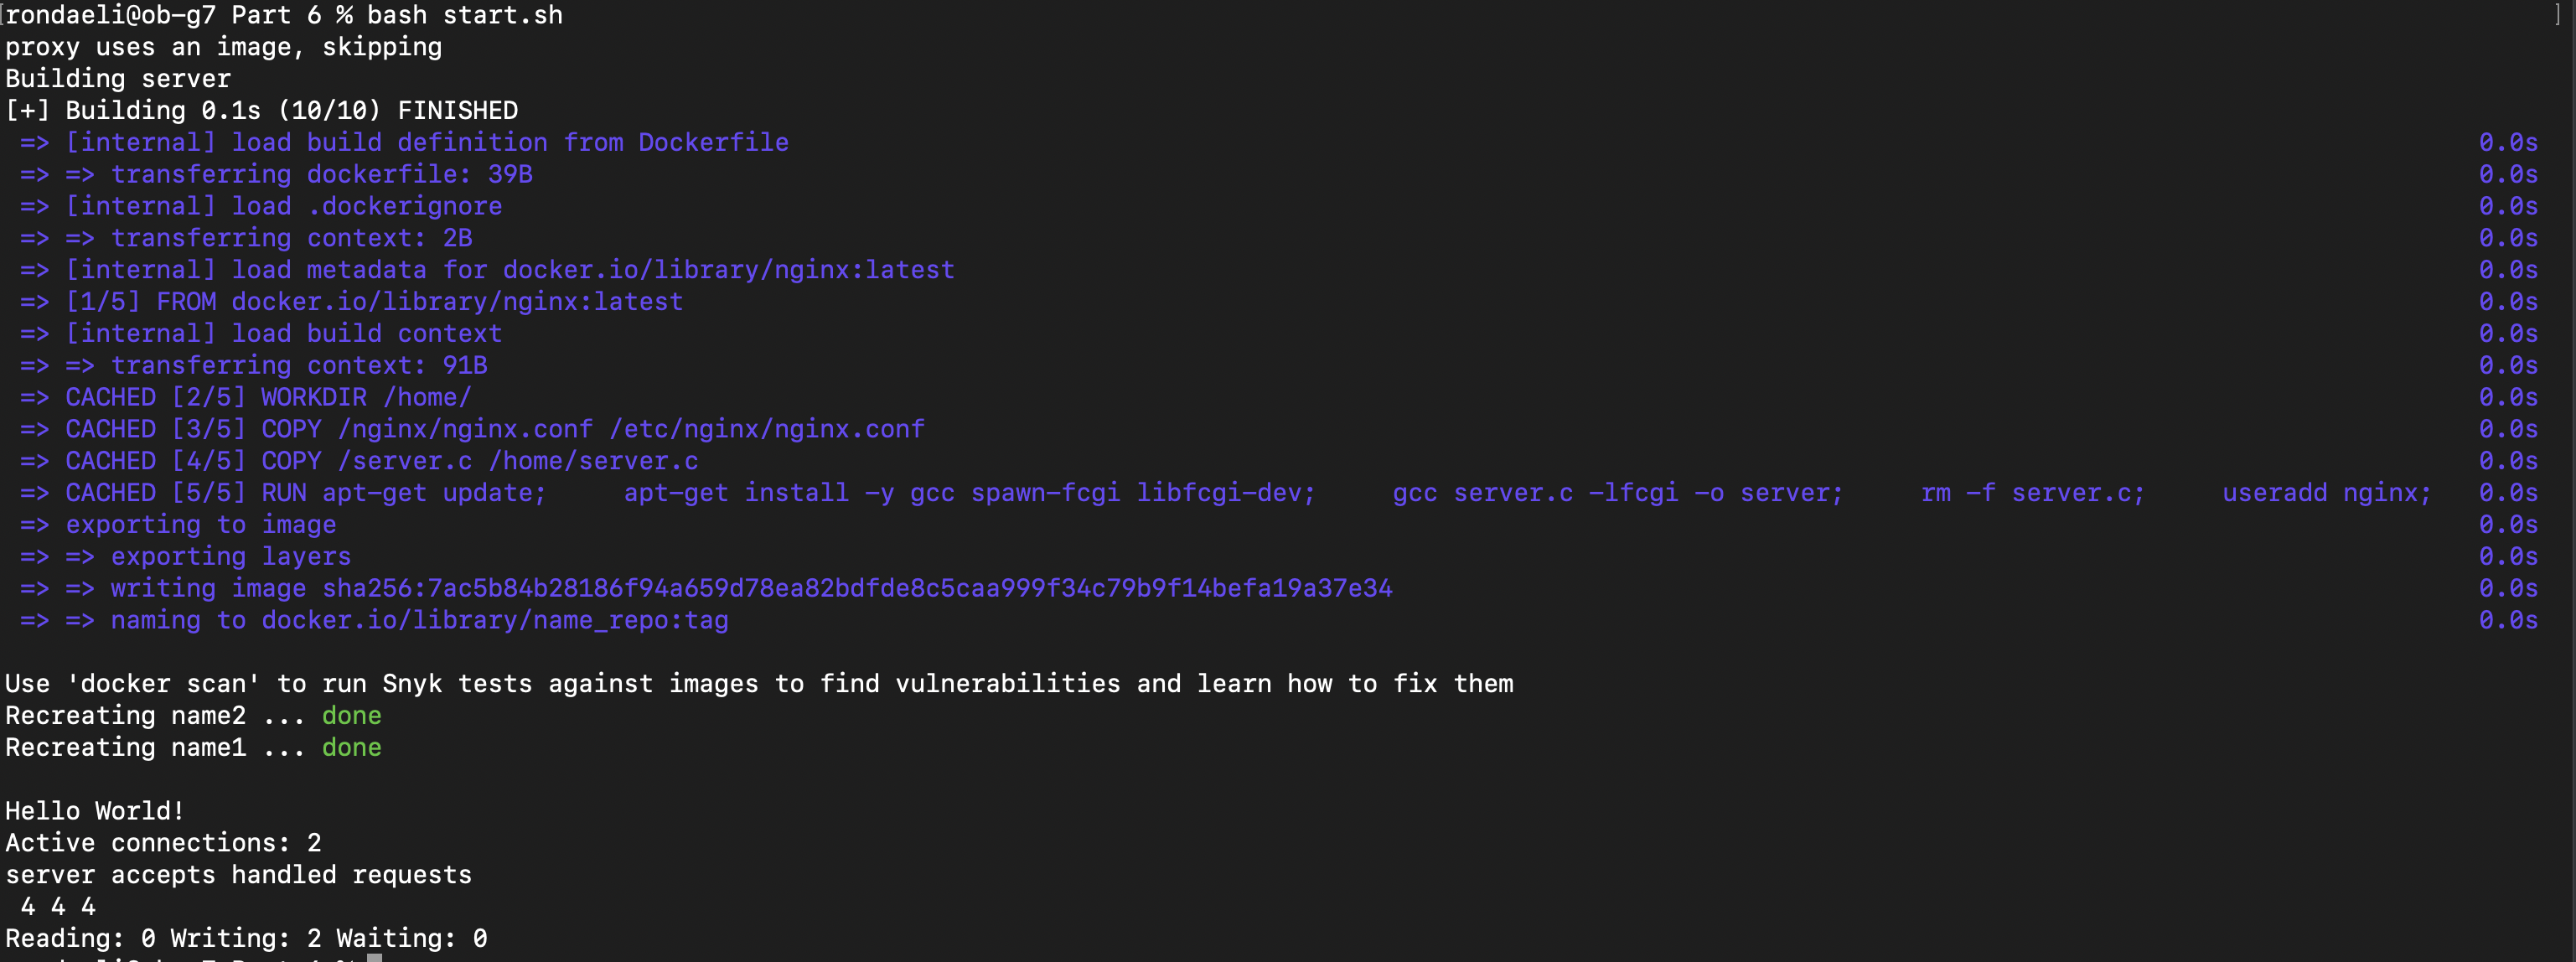 [rondaeli@ob-g7 Part 6 % bash start.sh ]
proxy uses an image, skipping
Building server
[+] Building 0.1s (10/10) FINISHED
=> [internal] load build definition from Dockerfile 0.0s
=> => transferring dockerfile: 39B 0.0s
=> [internal] load .dockerignore 0.0s
=> => transferring context: 2B 0.0s
=> [internal] load metadata for docker.io/library/nginx:latest 0.0s
=> [1/5] FROM docker.io/library/nginx:latest 0.0s
=> [internal] load build context 0.0s
=> => transferring context: 91B 0.0s
=> CACHED [2/5] WORKDIR /home/ 0.0s
=> CACHED [3/5] COPY /nginx/nginx.conf /etc/nginx/nginx.conf 0.0s
=> CACHED [4/5] COPY /server.c /home/server.c 0.0s
=> CACHED [5/5] RUN apt-get update;     apt-get install -y gcc spawn-fcgi libfcgi-dev;     gcc server.c -lfcgi -o server;     rm -f server.c;     useradd nginx; 0.0s
=> exporting to image 0.0s
=> => exporting layers 0.0s
=> => writing image sha256:7ac5b84b28186f94a659d78ea82bdfde8c5caa999f34c79b9f14befa19a37e34 0.0s
=> => naming to docker.io/library/name_repo:tag 0.0s
Use 'docker scan' to run Snyk tests against images to find vulnerabilities and learn how to fix them
Recreating name2 ... done
Recreating name1 ... done
Hello World!
Active connections: 2
server accepts handled requests
4 4 4
Reading: 0 Writing: 2 Waiting: 0